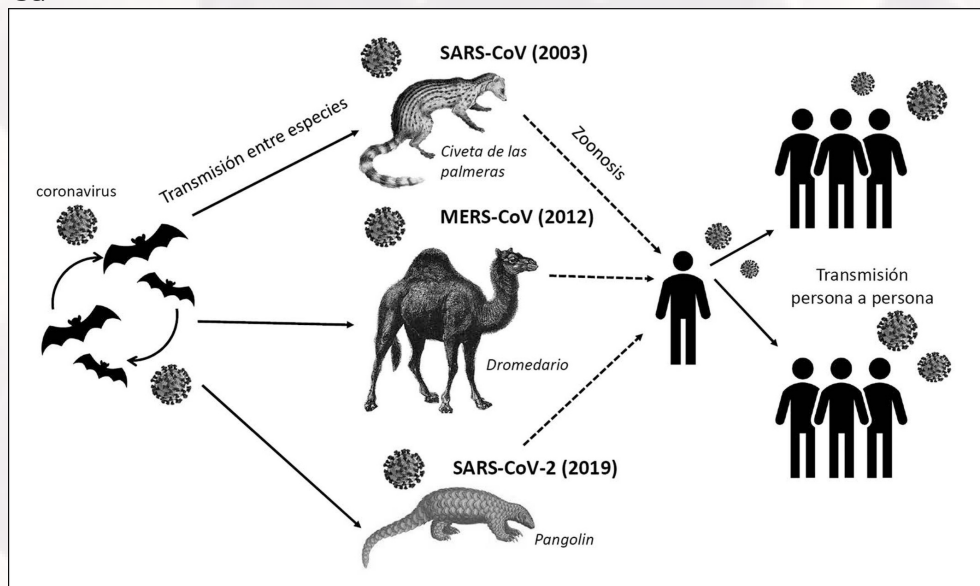 SARS-CoV (2003)
Transmisión entre especies
Civeta de las
palmeras
Zoonosis
coronavirus
MERS-CoV (2012)
Dromedario
Transmisión
persona a persona
SARS-CoV-2 (2019)
Pangolin